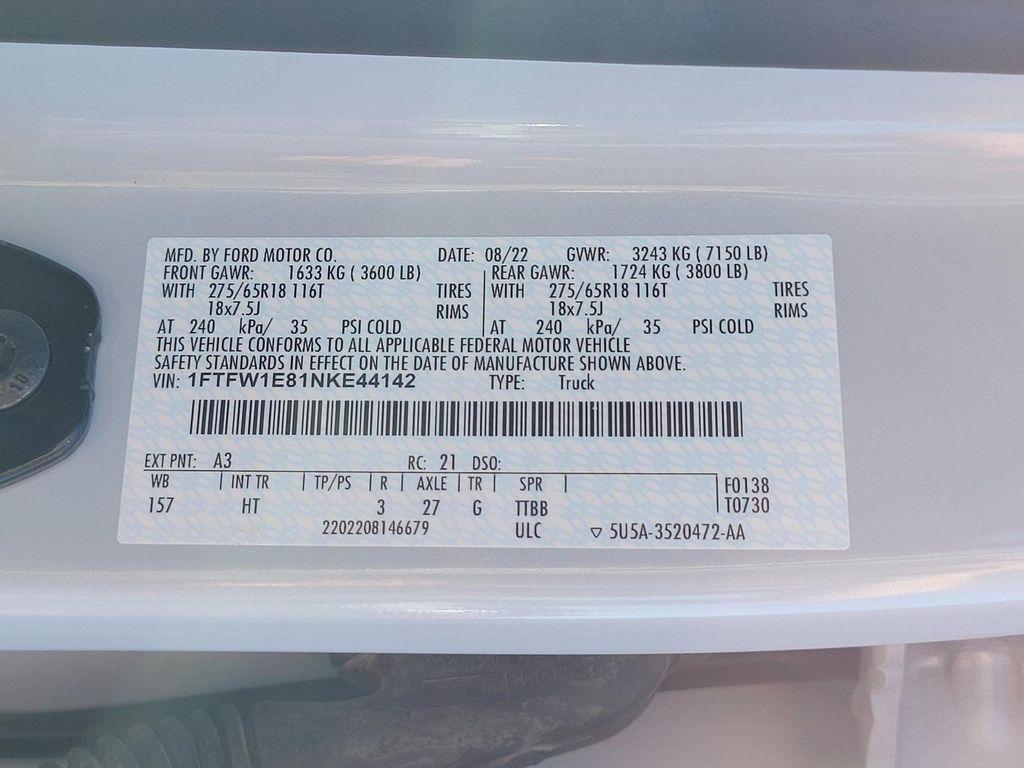 MFD. BY FORD MOTOR CO. DATE: 08/22 GVWR: 3243 KG ( 7150 LB)
FRONT GAWR: 1633 KG ( 3600 LB) REAR GAWR: 1724 KG ( 3800 LB)
WITH 275/65R18 116T TIRES WITH 275/65R18 116T TIRES
18x7.5J RIMS 18x7.5J RIMS
AT 240 kPa/ 35 PSI COLD AT 240 kPa/ 35 PSI COLD
THIS VEHICLE CONFORMS TO ALL APPLICABLE FEDERAL MOTOR VEHICLE
SAFETY STANDARDS IN EFFECT ON THE DATE OF MANUFACTURE SHOWN ABOVE.
VIN: 1FTFW1E81NKE44142 TYPE: Truck
EXT PNT: A3 RC: 21 DSO:
WB INT TR TP/PS R AXLE TR SPR F0138
157 HT 3 27 G TTBB T0730
2202208146679 ULC ▽ 5U5A-3520472-AA
10